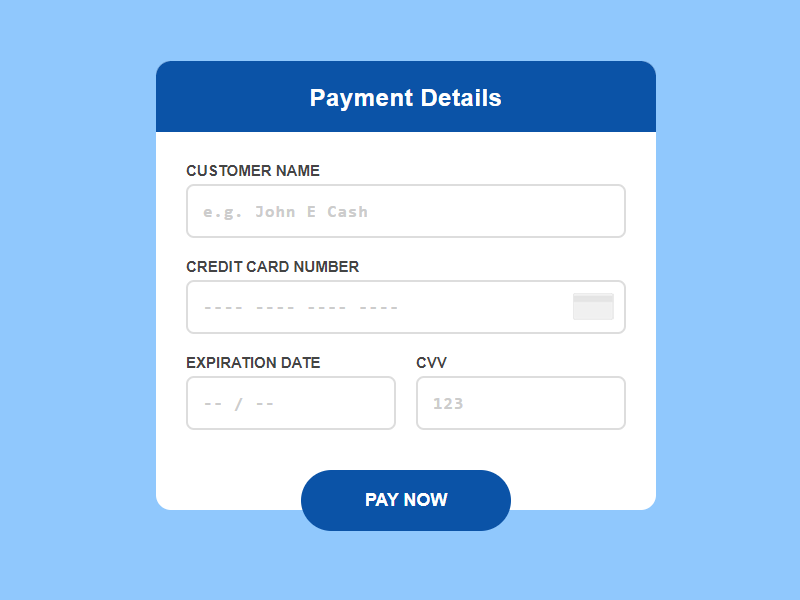 Payment Details
CUSTOMER NAME
e.g. John E Cash
CREDIT CARD NUMBER
---- ---- ---- ----
EXPIRATION DATE CVV
-- / -- 123
PAY NOW